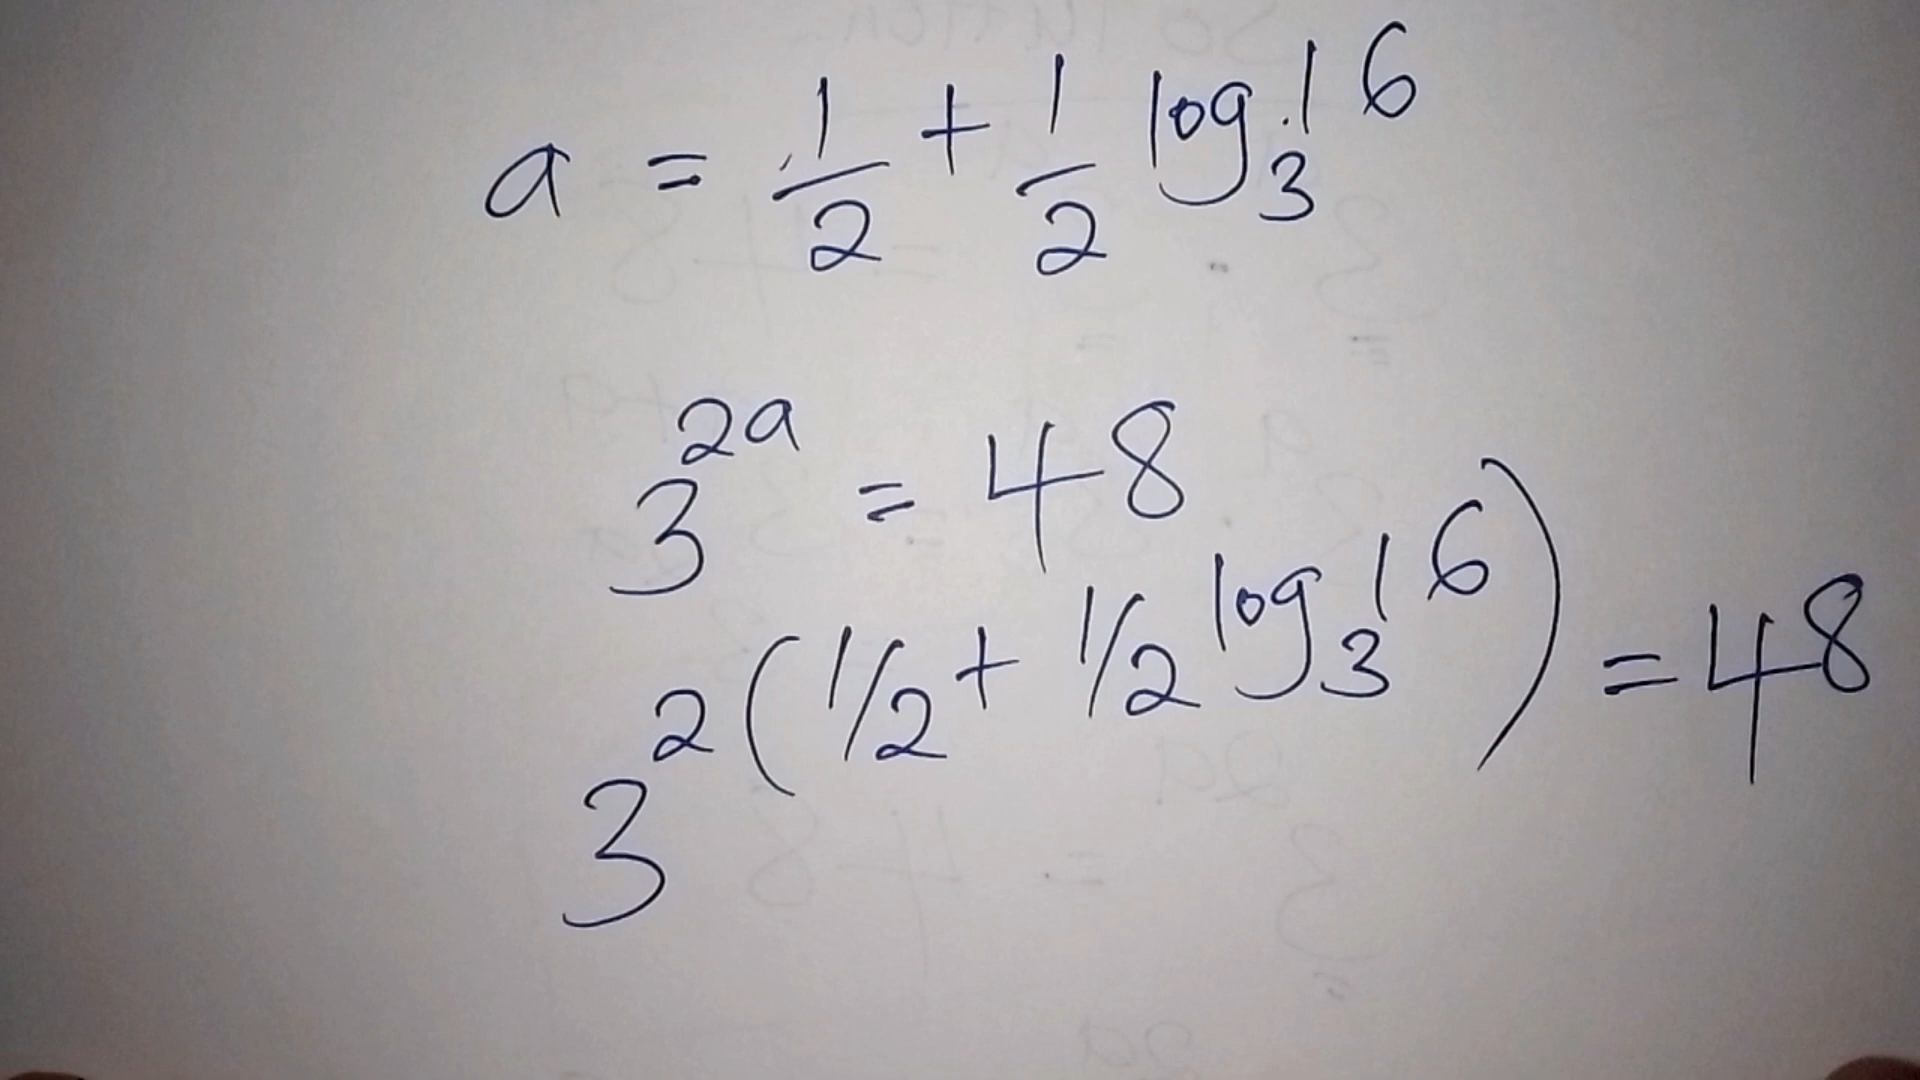 a = 1/2 + 1/2 log₃16
3^2a = 48
3^2(1/2 + 1/2 log₃16) = 48